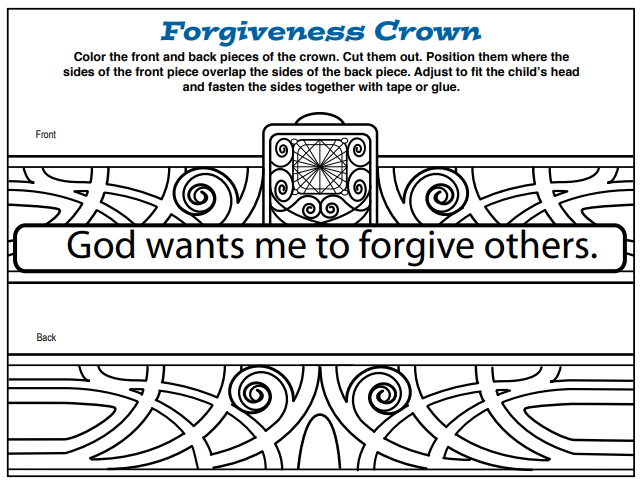 Forgiveness Crown
Color the front and back pieces of the crown. Cut them out. Position them where the
sides of the front piece overlap the sides of the back piece. Adjust to fit the child's head
and fasten the sides together with tape or glue.
Front
God wants me to forgive others.
Back